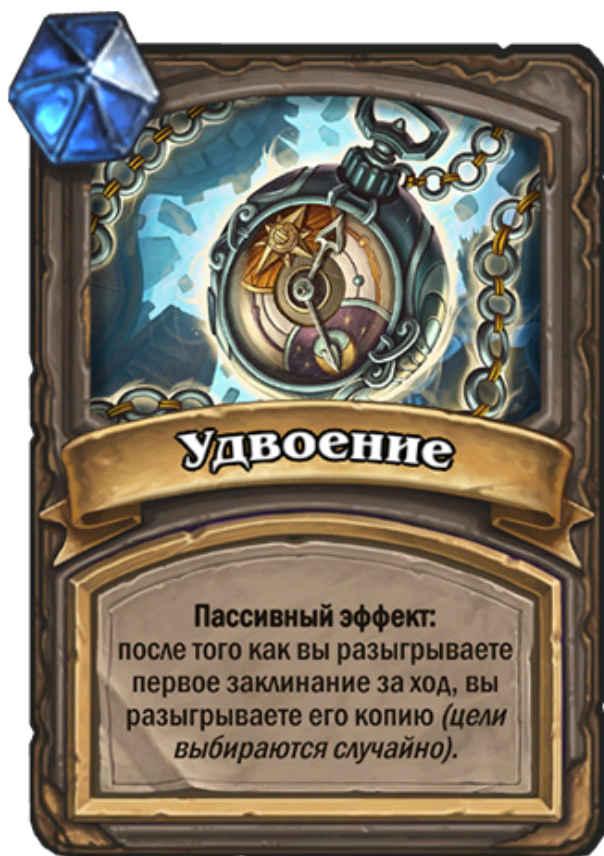 Удвоение
Пассивный эффект:
после того как вы разыгрываете
первое заклинание за ход, вы
разыгрываете его копию (цели
выбираются случайно).